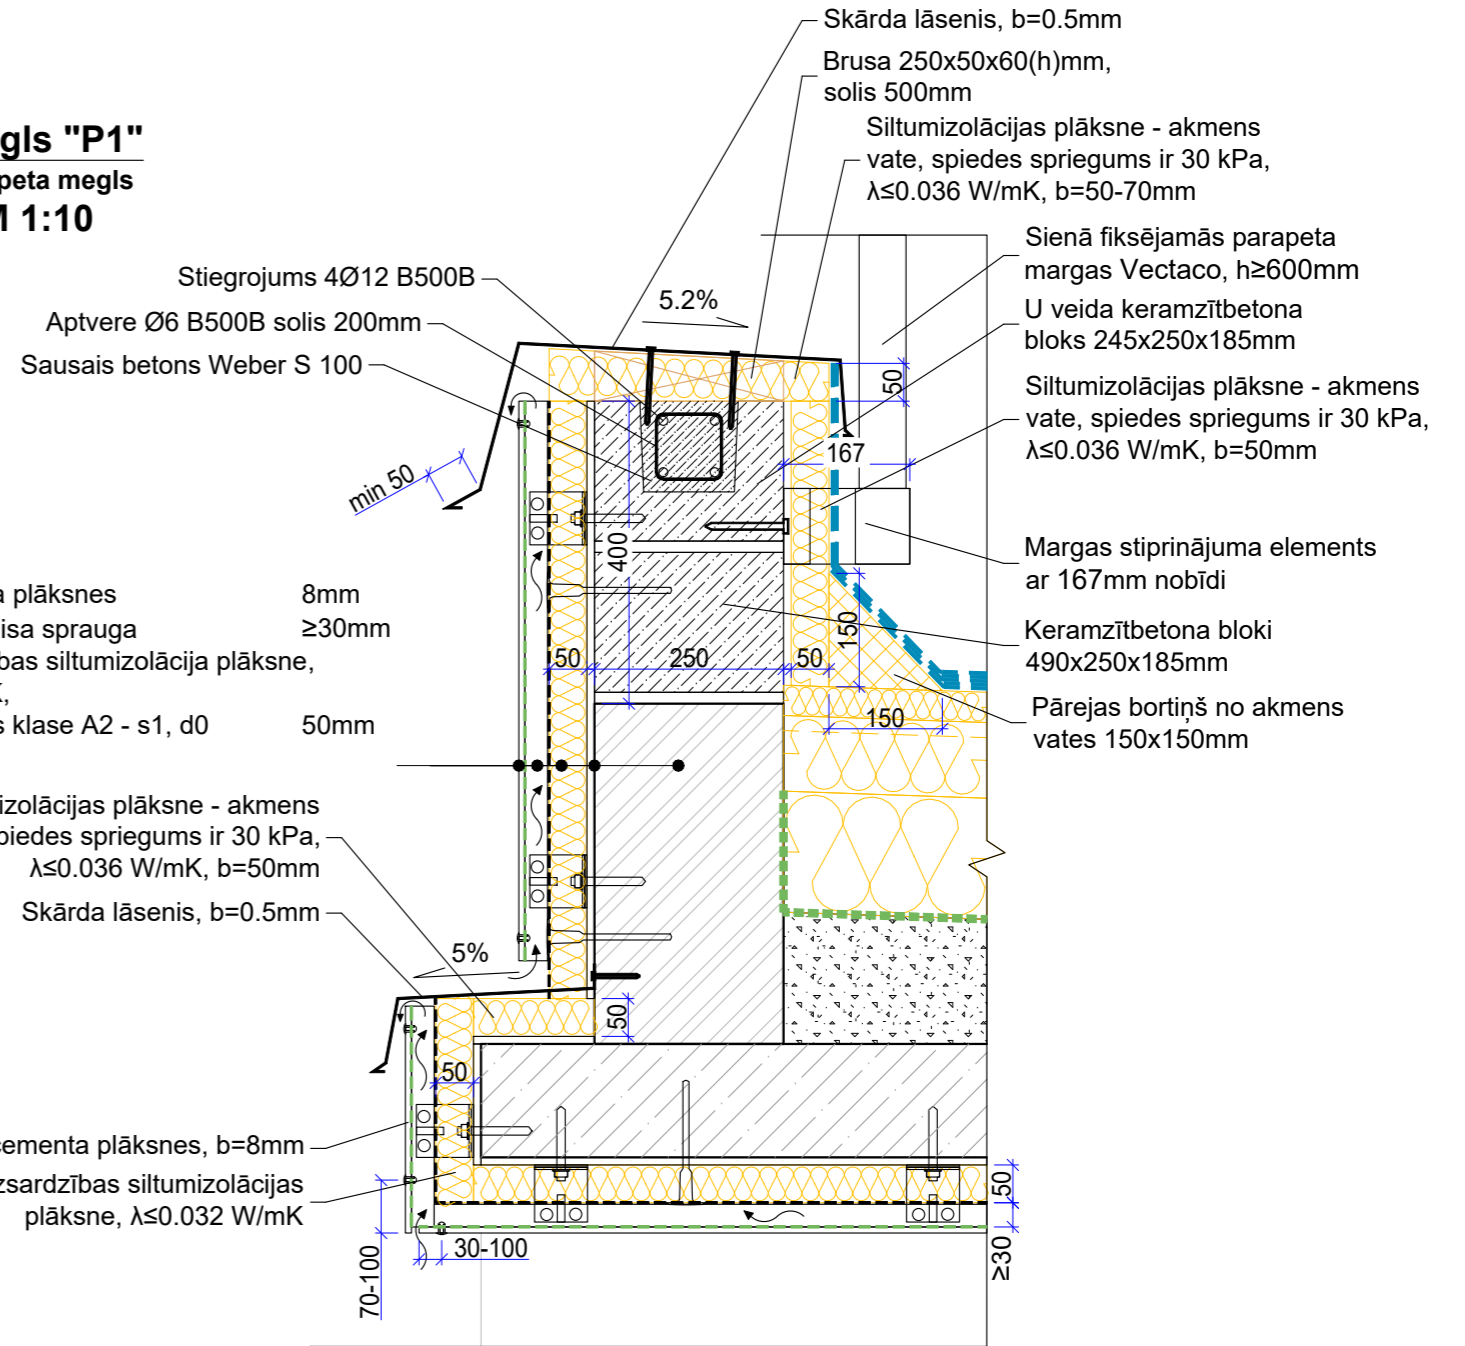 Skārda lāsenis, b=0.5mm
Brusa 250x50x60(h)mm,
solis 500mm
Siltumizolācijas plāksne - akmens
vate, spiedes spriegums ir 30 kPa,
λ≤0.036 W/mK, b=50-70mm
gls "P1"
peta megls
1:10
Sienā fiksējamās parapeta
margas Vectaco, h≥600mm
Stiegrojums 4Ø12 B500B
5.2%
U veida keramzītbetona
bloks 245x250x185mm
Aptvere Ø6 B500B solis 200mm
Sausais betons Weber S 100
50
Siltumizolācijas plāksne - akmens
vate, spiedes spriegums ir 30 kPa,
λ≤0.036 W/mK, b=50mm
167
min 50
400
Margas stiprinājuma elements
ar 167mm nobīdi
a plāksnes 8mm
isa sprauga ≥30mm
bas siltumizolācija plāksne,
s klase A2 - s1, d0 50mm
150
Keramzītbetona bloki
490x250x185mm
50
250
50
Pārejas bortiņš no akmens
vates 150x150mm
150
izolācijas plāksne - akmens
piedes spriegums ir 30 kPa,
λ≤0.036 W/mK, b=50mm
Skārda lāsenis, b=0.5mm
5%
50
50
cementa plāksnes, b=8mm
zsardzības siltumizolācijas
plāksne, λ≤0.032 W/mK
50
30-100
≥30
70-100